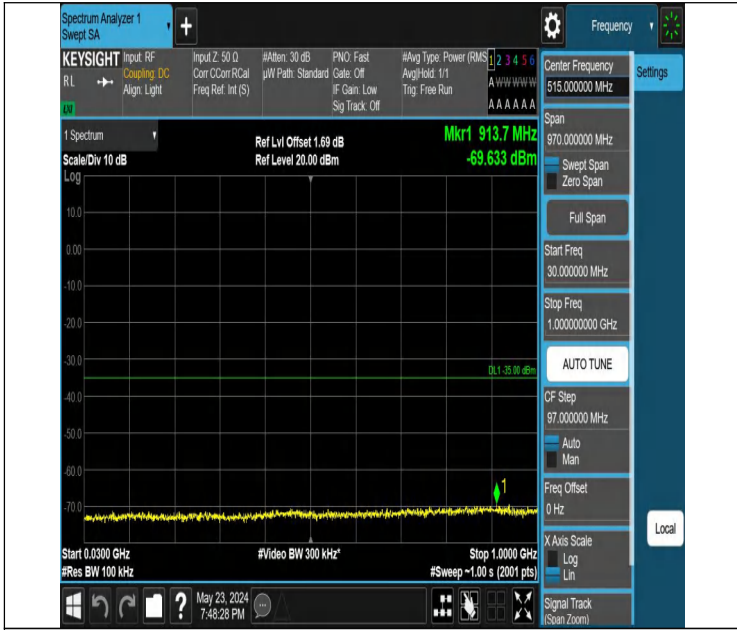 Spectrum Analyzer 1
Swept SA
+
Frequency
KEYSIGHT
RL
LXI
Input: RF
Coupling: DC
Align: Light
Input Z: 50 Ω
Corr CCorr RCal
Freq Ref: Int (S)
#Atten: 30 dB
µW Path: Standard
PNO: Fast
Gate: Off
IF Gain: Low
Sig Track: Off
#Avg Type: Power (RMS
Avg|Hold: 1/1
Trig: Free Run
1 2 3 4 5 6
A W W W W W
A A A A A A
1 Spectrum
Scale/Div 10 dB
Log
Ref Lvl Offset 1.69 dB
Ref Level 20.00 dBm
Mkr1 913.7 MHz
-69.633 dBm
10.0
0.00
-10.0
-20.0
-30.0
DL1 -35.00 dBm
-40.0
-50.0
-60.0
1
-70.0
Start 0.0300 GHz
#Res BW 100 kHz
#Video BW 300 kHz*
Stop 1.0000 GHz
#Sweep ~1.00 s (2001 pts)
?
May 23, 2024
7:48:28 PM
Center Frequency
515.000000 MHz
Settings
Span
970.000000 MHz
Swept Span
Zero Span
Full Span
Start Freq
30.000000 MHz
Stop Freq
1.000000000 GHz
AUTO TUNE
CF Step
97.000000 MHz
Auto
Man
Freq Offset
0 Hz
X Axis Scale
Log
Lin
Local
Signal Track
(Span Zoom)